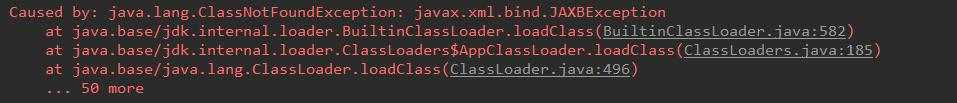 Caused by: java.lang.ClassNotFoundException: javax.xml.bind.JAXBException
at java.base/jdk.internal.loader.BuiltinClassLoader.loadClass(BuiltinClassLoader.java:582)
at java.base/jdk.internal.loader.ClassLoaders$AppClassLoader.loadClass(ClassLoaders.java:185)
at java.base/java.lang.ClassLoader.loadClass(ClassLoader.java:496)
... 50 more